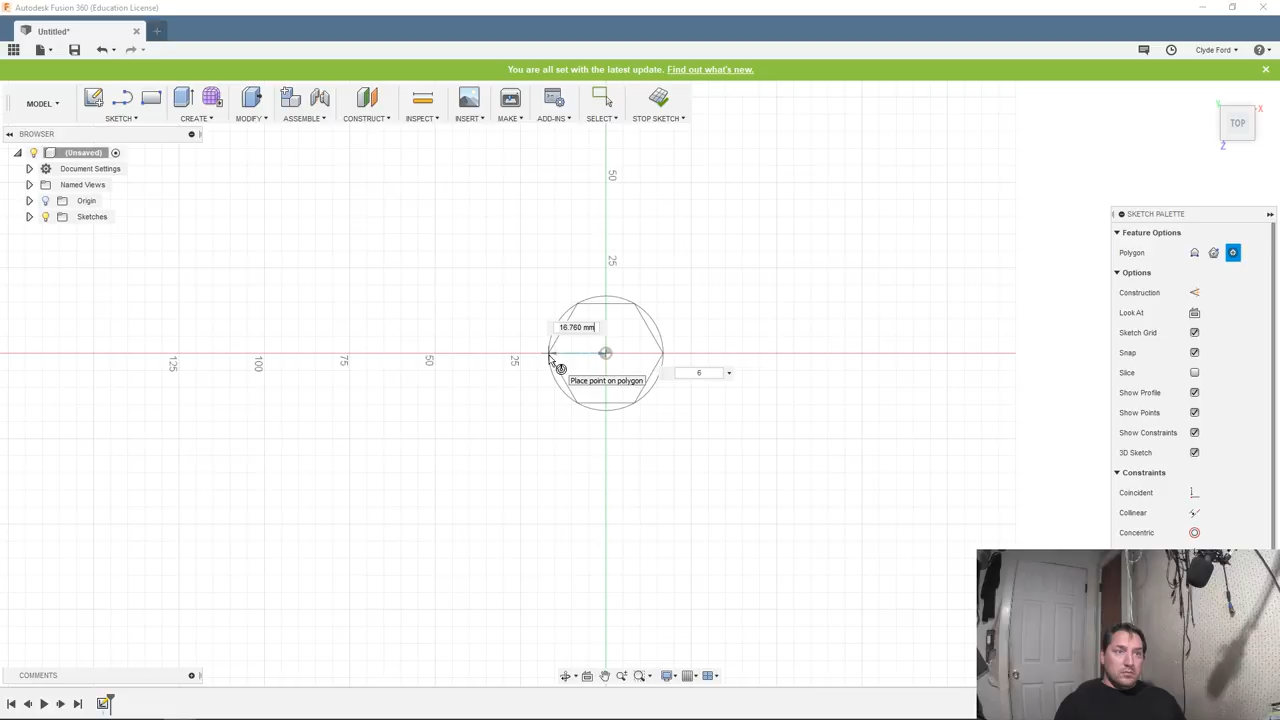 Autodesk Fusion 360 (Education License)
Untitled*
Clyde Ford
You are all set with the latest update. Find out what's new.
MODEL
SKETCH
CREATE
MODIFY
ASSEMBLE
CONSTRUCT
INSPECT
INSERT
MAKE
ADD-INS
SELECT
STOP SKETCH
BROWSER
(Unsaved)
Document Settings
Named Views
Origin
Sketches
TOP
X
Y
Z
50
25
125
100
75
50
25
16.760 mm
6
Place point on polygon
SKETCH PALETTE
Feature Options
Polygon
Options
Construction
Look At
Sketch Grid
Snap
Slice
Show Profile
Show Points
Show Constraints
3D Sketch
Constraints
Coincident
Collinear
Concentric
COMMENTS